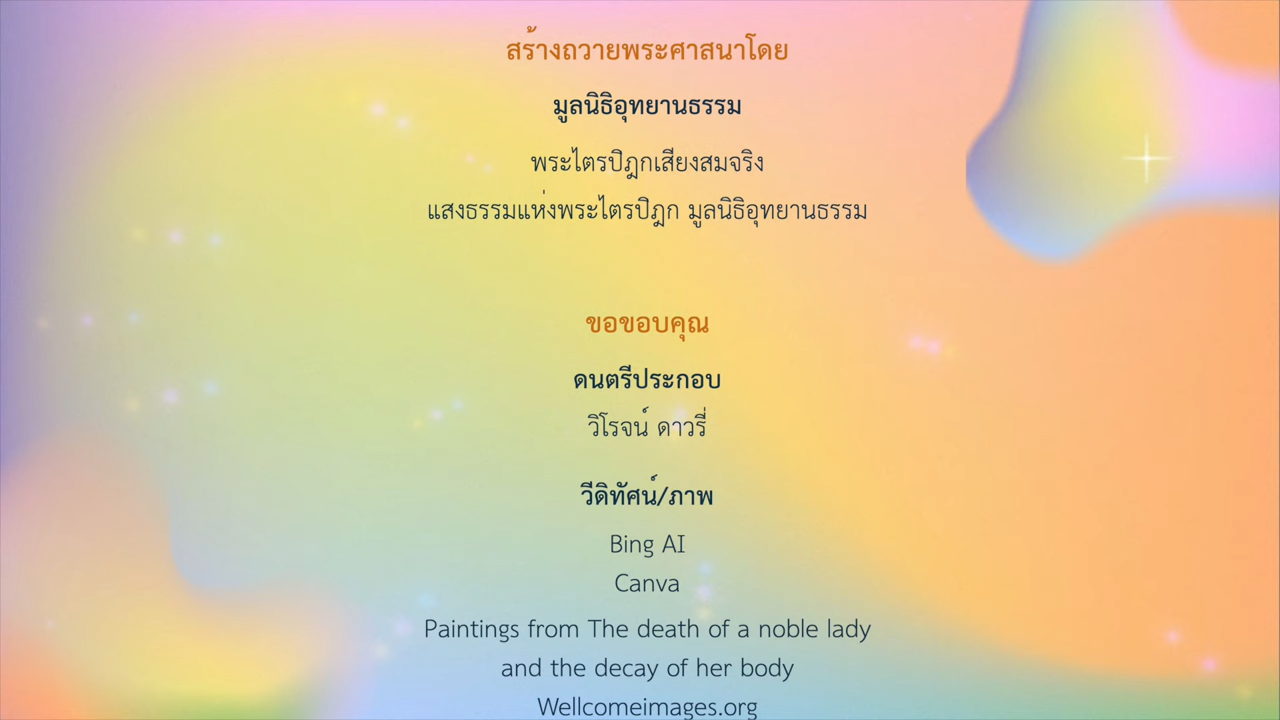 สร้างถวายพระศาสนาโดย
มูลนิธิอุทยานธรรม
พระไตรปิฎกเสียงสมจริง
แสงธรรมแห่งพระไตรปิฎก มูลนิธิอุทยานธรรม
ขอขอบคุณ
ดนตรีประกอบ
วิโรจน์ ดาวรี่
วีดิทัศน์/ภาพ
Bing AI
Canva
Paintings from The death of a noble lady
and the decay of her body
Wellcomeimages.org